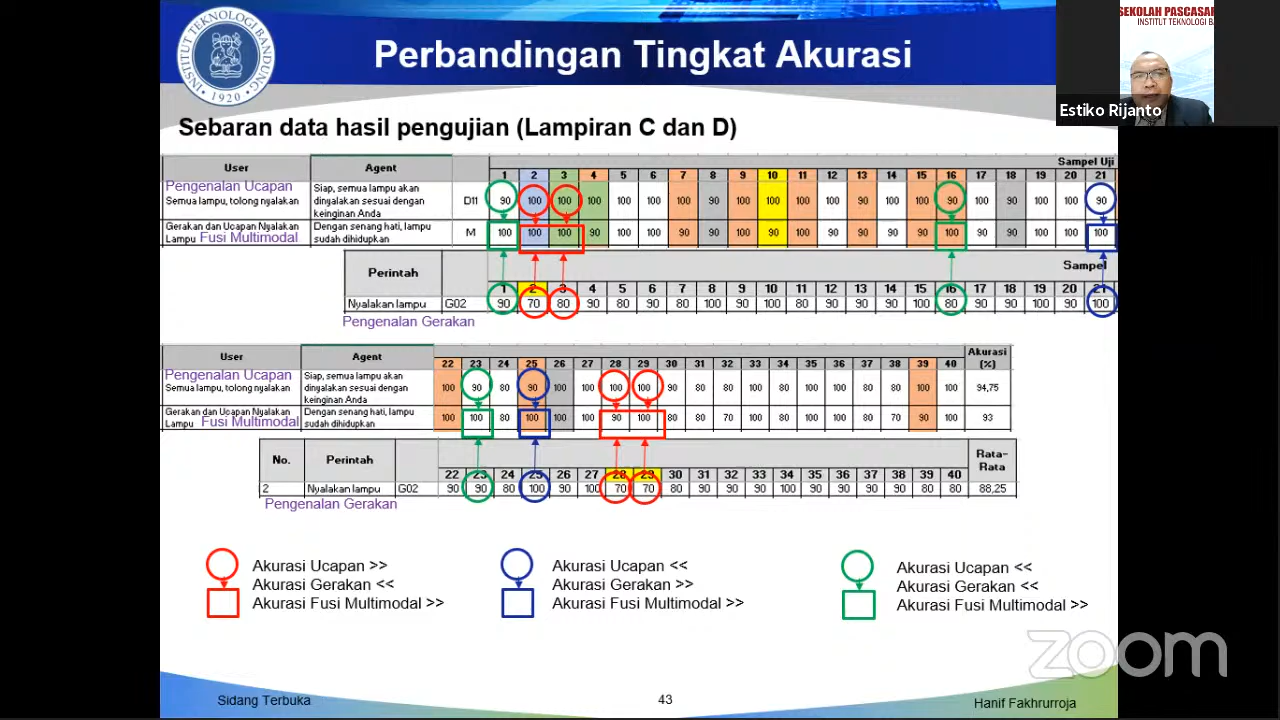 INSTITUT TEKNOLOGI BANDUNG
1920
Perbandingan Tingkat Akurasi
SEKOLAH PASCASAR
INSTITUT TEKNOLOGI BA
Estiko Rijanto
Sebaran data hasil pengujian (Lampiran C dan D)
User Agent Sampel Uji
1 2 3 4 5 6 7 8 9 10 11 12 13 14 15 16 17 18 19 20 21
Pengenalan Ucapan
Semua lampu, tolong nyalakan
Siap, semua lampu akan
dinyalakan sesuai dengan
keinginan Anda
D11 90 100 100 100 100 100 100 90 100 100 100 100 100 100 100 90 100 90 100 100 90
Gerakan dan Ucapan Nyalakan
Lampu Fusi Multimodal
Dengan senang hati, lampu
sudah dihidupkan
M 100 100 100 90 100 100 90 90 100 90 90 100 90 100 90 100 90 90 100 100 100
Perintah Sampel
1 2 3 4 5 6 7 8 9 10 11 12 13 14 15 16 17 18 19 20 21
Nyalakan lampu G02 90 70 80 90 80 90 80 100 90 100 80 90 90 90 100 80 90 90 100 90 100
Pengenalan Gerakan
User Agent 22 23 24 25 26 27 28 29 30 31 32 33 34 35 36 37 38 39 40 Akurasi
(%)
Pengenalan Ucapan
Semua lampu, tolong nyalakan
Siap, semua lampu akan
dinyalakan sesuai dengan
keinginan Anda
100 90 80 90 100 100 100 100 90 80 80 100 100 100 100 80 80 100 100 94,75
Gerakan dan Ucapan Nyalakan
Lampu Fusi Multimodal
Dengan senang hati, lampu
sudah dihidupkan
100 100 80 100 100 100 90 100 80 80 70 100 80 100 100 80 70 90 100 93
No. Perintah 22 23 24 25 26 27 28 29 30 31 32 33 34 35 36 37 38 39 40 Rata-
Rata
2 Nyalakan lampu G02 90 90 80 100 90 100 70 70 80 90 90 90 100 90 90 90 90 80 80 88,25
Pengenalan Gerakan
Akurasi Ucapan >>
Akurasi Gerakan <<
Akurasi Fusi Multimodal >>
Akurasi Ucapan <<
Akurasi Gerakan >>
Akurasi Fusi Multimodal >>
Akurasi Ucapan <<
Akurasi Gerakan <<
Akurasi Fusi Multimodal >>
zoom
Sidang Terbuka
43
Hanif Fakhrurroja